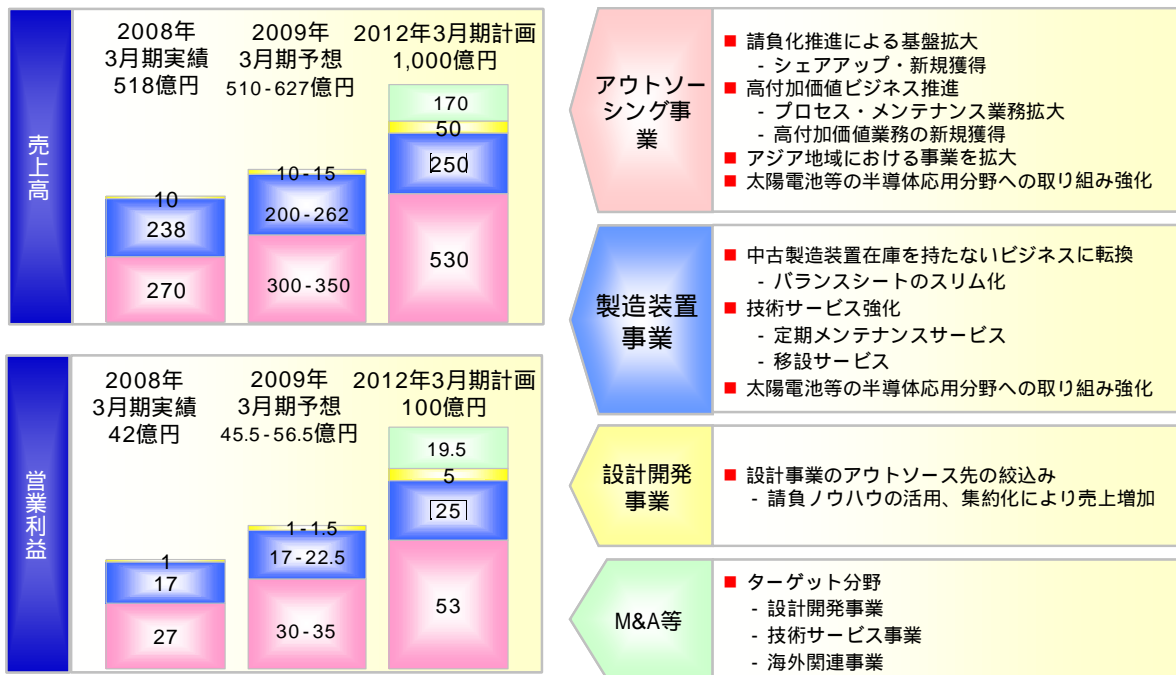 売上高
2008年
3月期実績
518億円
2009年
3月期予想
510-627億円
2012年3月期計画
1,000億円
10
238
270
10-15
200-262
300-350
170
50
250
530
営業利益
2008年
3月期実績
42億円
2009年
3月期予想
45.5-56.5億円
2012年3月期計画
100億円
1
17
27
1-1.5
17-22.5
30-35
19.5
5
25
53
アウトソー
シング事
業
■ 請負化推進による基盤拡大
- シェアアップ・新規獲得
■ 高付加価値ビジネス推進
- プロセス・メンテナンス業務拡大
- 高付加価値業務の新規獲得
■ アジア地域における事業を拡大
■ 太陽電池等の半導体応用分野への取り組み強化
製造装置
事業
■ 中古製造装置在庫を持たないビジネスに転換
- バランスシートのスリム化
■ 技術サービス強化
- 定期メンテナンスサービス
- 移設サービス
■ 太陽電池等の半導体応用分野への取り組み強化
設計開発
事業
■ 設計事業のアウトソース先の絞込み
- 請負ノウハウの活用、集約化により売上増加
M&A等
■ ターゲット分野
- 設計開発事業
- 技術サービス事業
- 海外関連事業